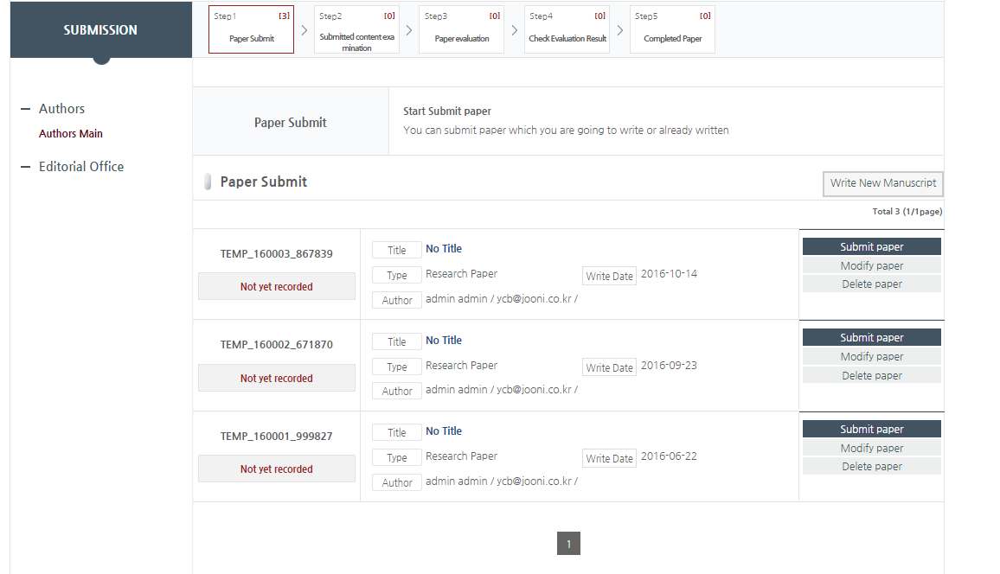 SUBMISSION
Step1 [3]
Paper Submit
Step2 [0]
Submitted content exa
mination
Step3 [0]
Paper evaluation
Step4 [0]
Check Evaluation Result
Step5 [0]
Completed Paper
Authors
Authors Main
Editorial Office
Paper Submit
Start Submit paper
You can submit paper which you are going to write or already written
Paper Submit
Write New Manuscript
Total 3 (1/1page)
TEMP_160003_867839
Not yet recorded
Title No Title
Type Research Paper Write Date 2016-10-14
Author admin admin / ycb@jooni.co.kr /
Submit paper
Modify paper
Delete paper
TEMP_160002_671870
Not yet recorded
Title No Title
Type Research Paper Write Date 2016-09-23
Author admin admin / ycb@jooni.co.kr /
Submit paper
Modify paper
Delete paper
TEMP_160001_999827
Not yet recorded
Title No Title
Type Research Paper Write Date 2016-06-22
Author admin admin / ycb@jooni.co.kr /
Submit paper
Modify paper
Delete paper
1